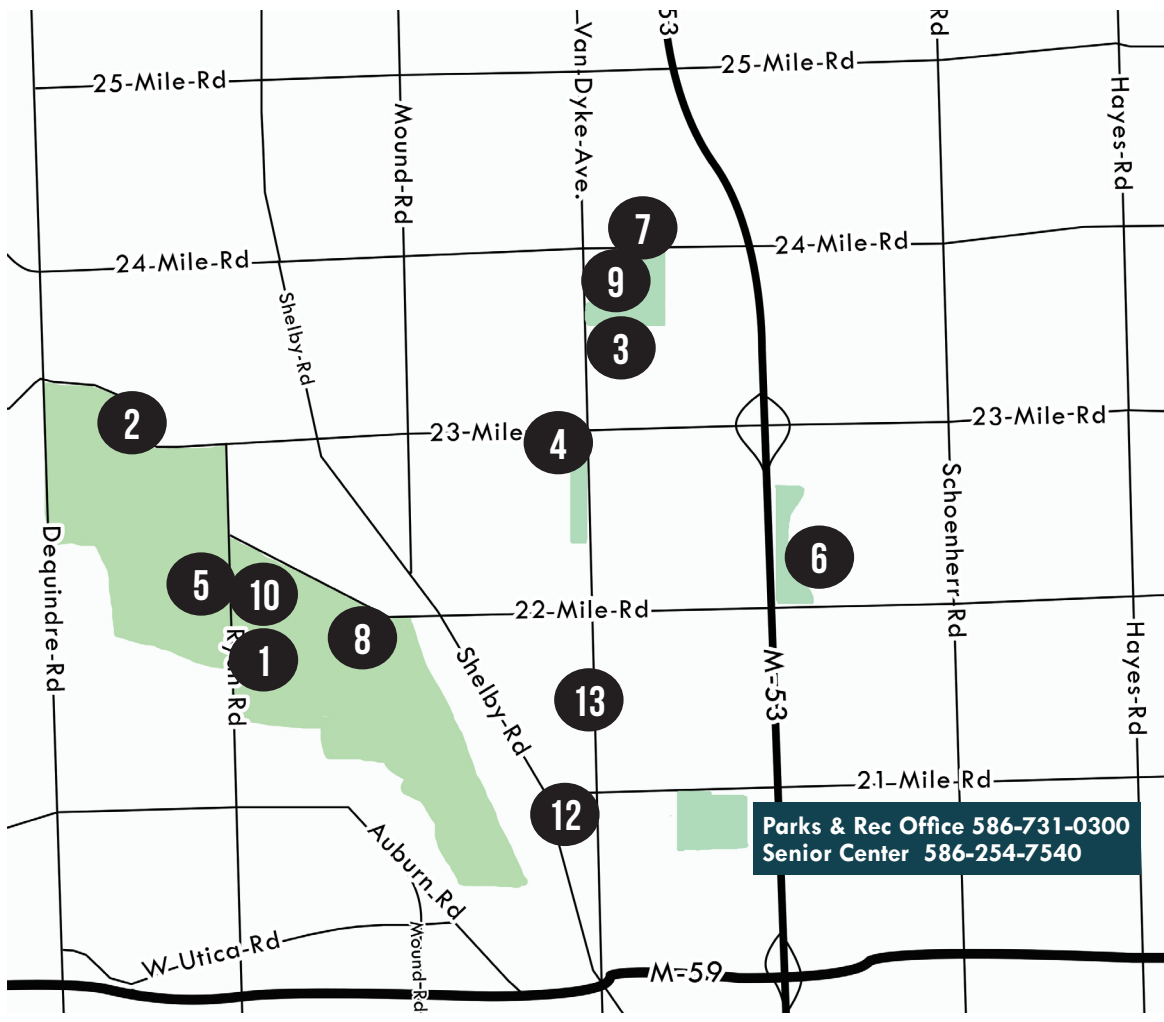 53
Rd
25-Mile-Rd
25-Mile-Rd
Van-Dyke-Ave.
Mound-Rd
Hayes-Rd
7
24-Mile-Rd
24-Mile-Rd
9
Shelby-Rd
3
2
23-Mile
4
23-Mile-Rd
Schoenherr-Rd
Dequindre-Rd
6
5
10
22-Mile-Rd
8
1
Shelby-Rd
M-53
Hayes-Rd
13
21-Mile-Rd
12
Parks & Rec Office 586-731-0300
Senior Center 586-254-7540
Auburn-Rd
W-Utica-Rd
Mound-Rd
M-59